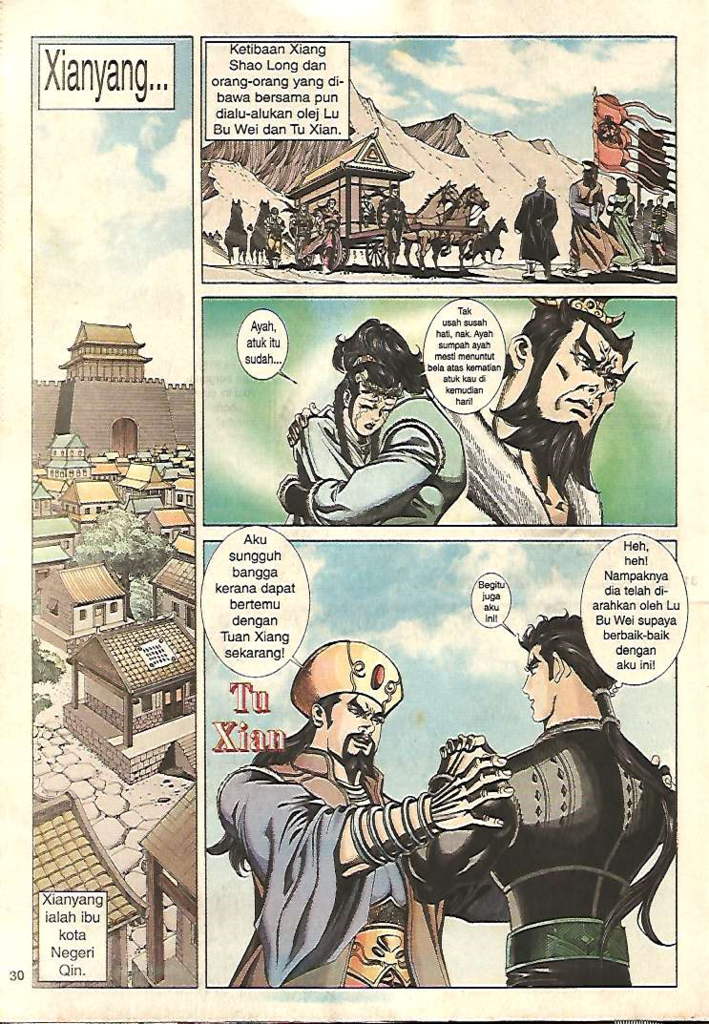 Xianyang...
Xianyang
ialah ibu
kota
Negeri
Qin.
Ketibaan Xiang
Shao Long dan
orang-orang yang di-
bawa bersama pun
dialu-alukan olej Lu
Bu Wei dan Tu Xian.
Ayah,
atuk itu
sudah...
Tak
usah susah
hati, nak. Ayah
sumpah ayah
mesti menuntut
bela atas kematian
atuk kau di
kemudian
hari!
Aku
sungguh
bangga
kerana dapat
bertemu
dengan
Tuan Xiang
sekarang!
Tu
Xian
Begitu
juga
aku
ini!
Heh,
heh!
Nampaknya
dia telah di-
arahkan oleh Lu
Bu Wei supaya
berbaik-baik
dengan
aku ini!
30